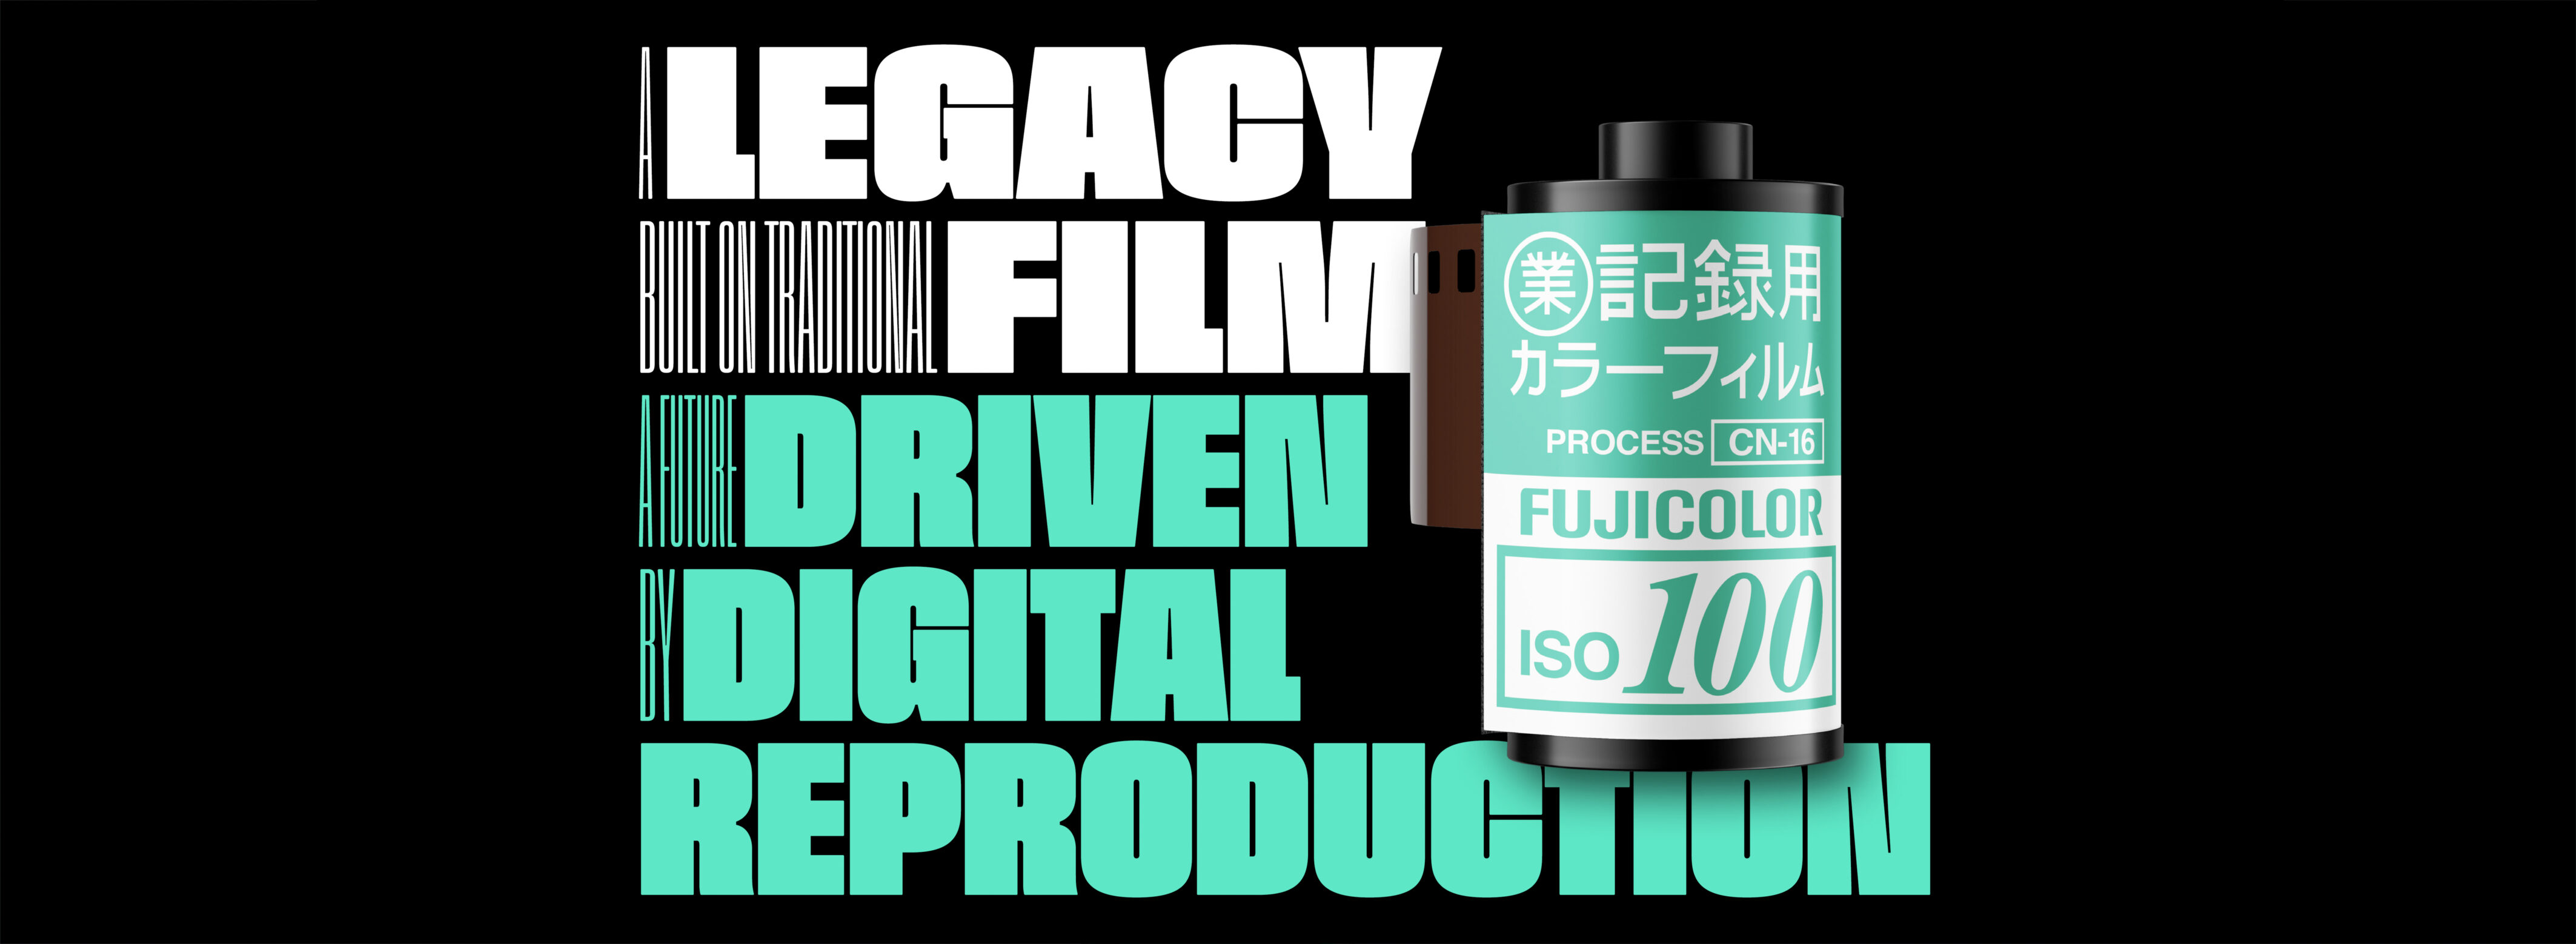 A LEGACY
BUILT ON TRADITIONAL FILM
A FUTURE DRIVEN
BY DIGITAL
REPRODUCTION
業記録用
カラーフィルム
PROCESS CN-16
FUJICOLOR
ISO 100